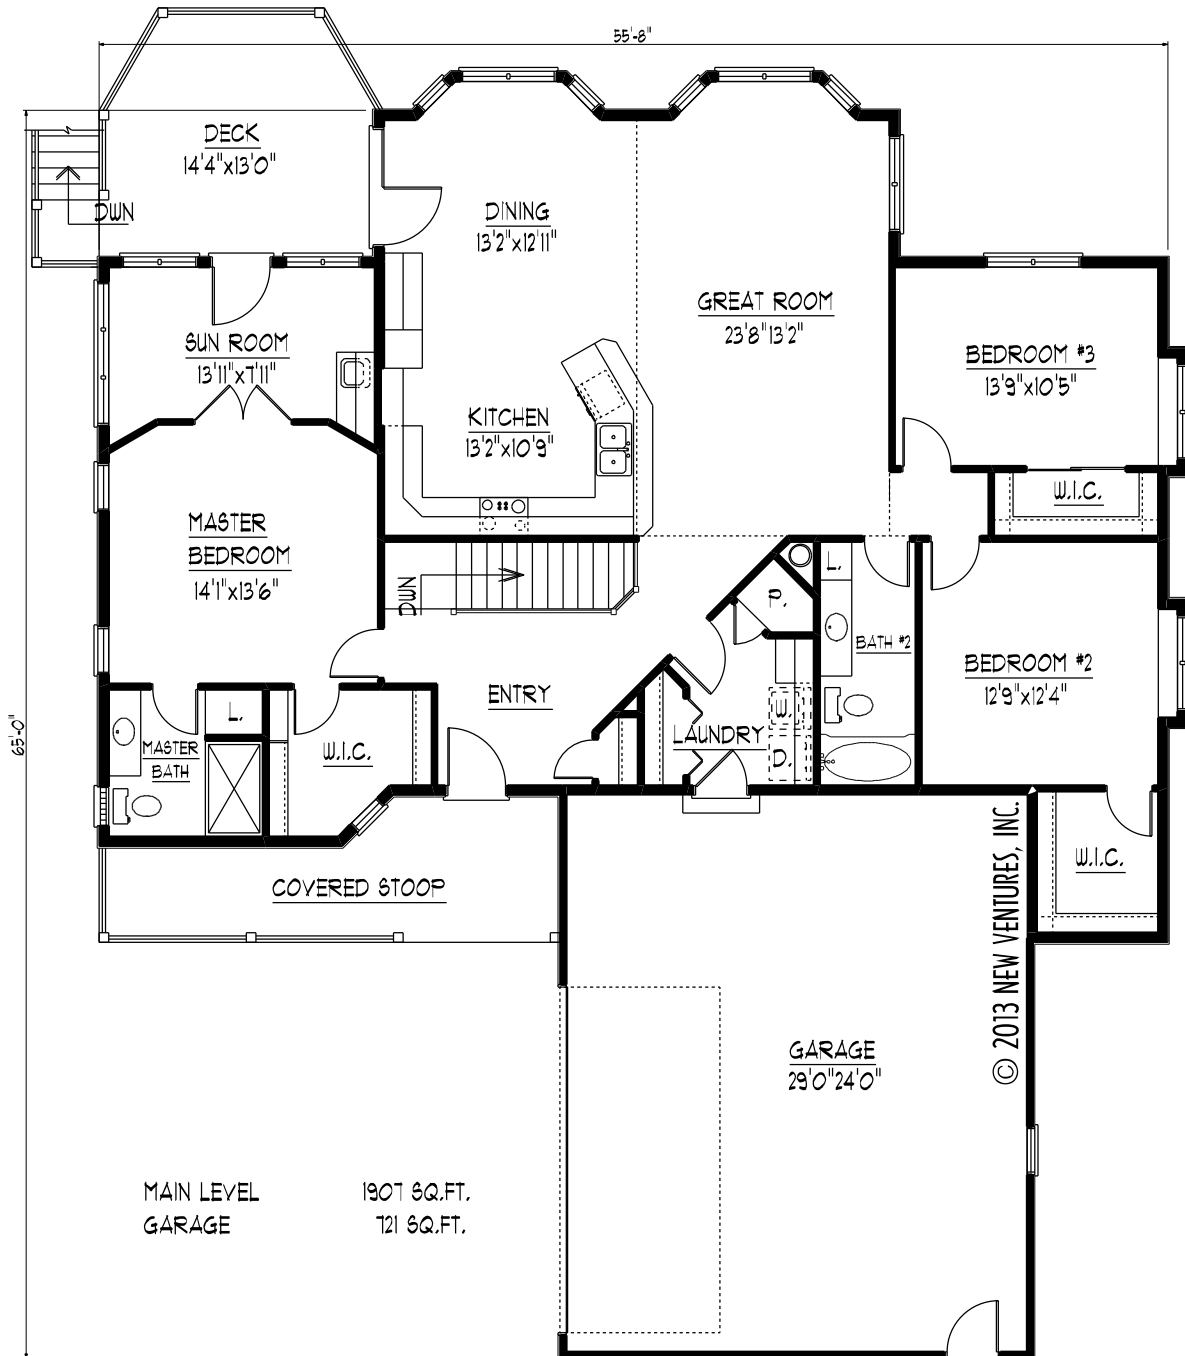 55'-8"
DECK
14'4"x13'0"
DWN
DINING
13'2"x12'11"
GREAT ROOM
23'8"13'2"
SUN ROOM
13'11"x7'11"
BEDROOM #3
13'9"x10'5"
KITCHEN
13'2"x10'9"
W.I.C.
MASTER
BEDROOM
14'1"x13'6"
DWN
L.
P.
BATH #2
BEDROOM #2
12'9"x12'4"
ENTRY
65'-0"
L.
W.
LAUNDRY
D.
MASTER
BATH
W.I.C.
W.I.C.
COVERED STOOP
© 2013 NEW VENTURES, INC.
GARAGE
29'0"24'0"
MAIN LEVEL 1907 SQ.FT.
GARAGE 721 SQ.FT.